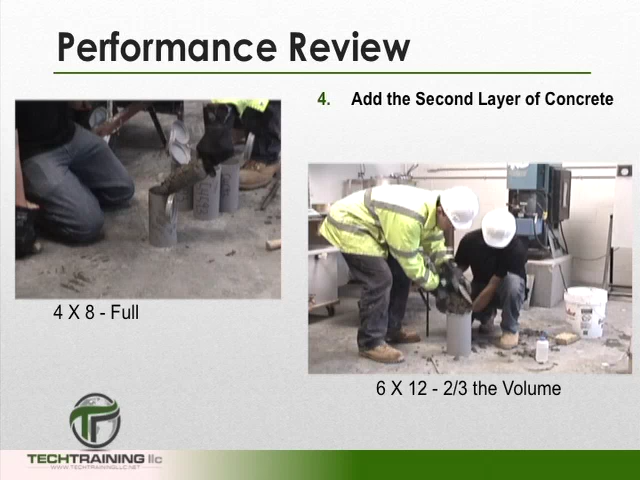 Performance Review
4. Add the Second Layer of Concrete
4 X 8 - Full
6 X 12 - 2/3 the Volume
TECHTRAINING llc
WWW.TECHTRAININGLLC.NET